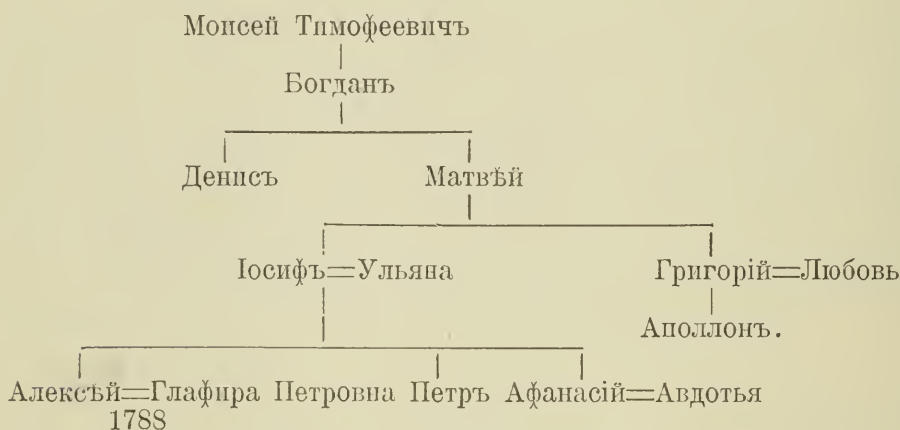 Моисей Тимофеевичъ
Богданъ
Денисъ Матвѣй
Іосифъ=Ульяна Григорій=Любовь
Аполлонъ.
Алексѣй=Глафира Петровна Петръ Афанасій=Авдотья
1788